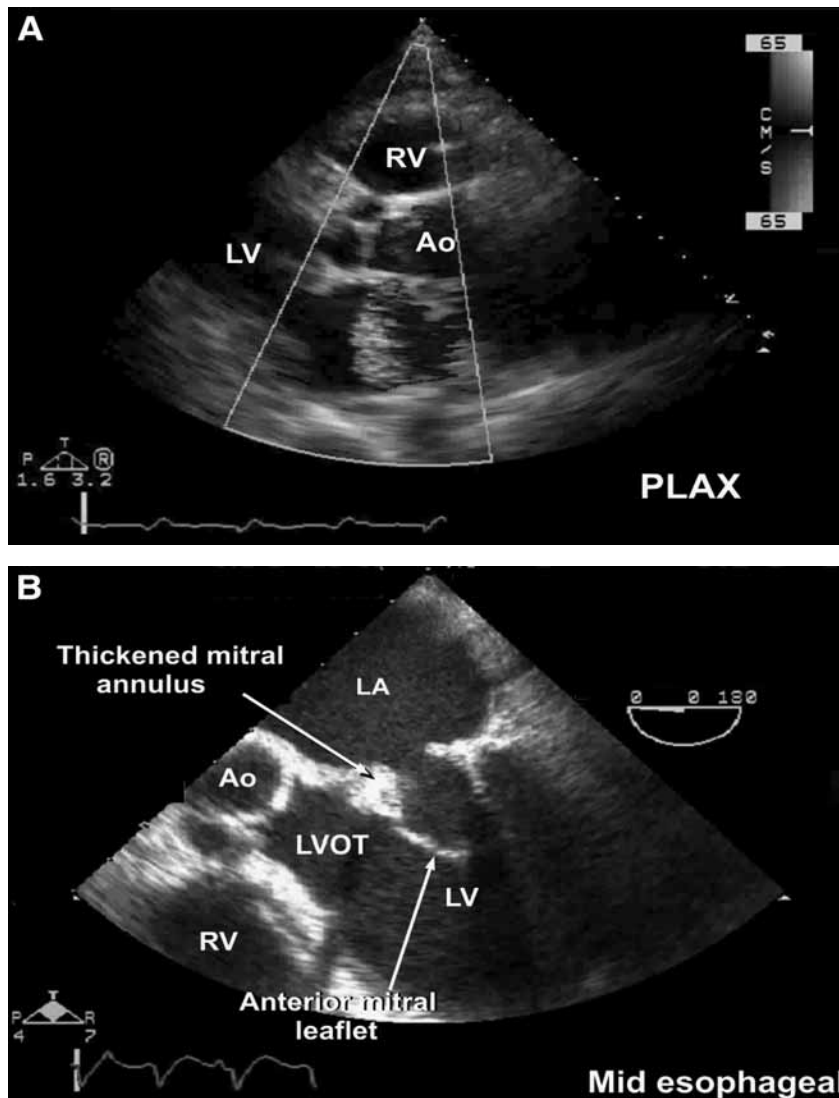 A
65
CM/S
65
RV
Ao
LV
T
P R
1.6 3.2
PLAX
B
Thickened mitral
annulus
LA
0 0 180
Ao
LVOT
LV
RV
Anterior mitral
leaflet
T
P R
4 7
Mid esophageal